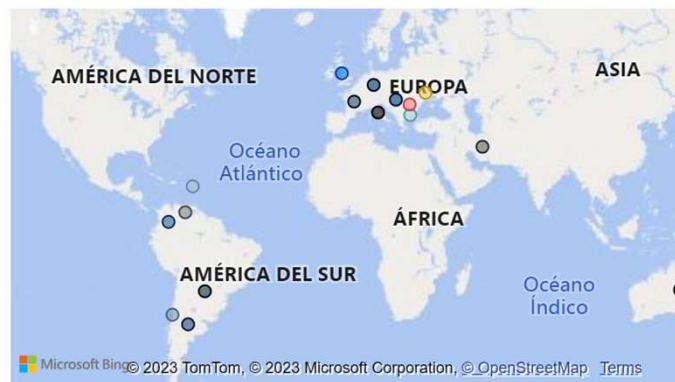 AMÉRICA DEL NORTE
EUROPA
ASIA
Océano
Atlántico
ÁFRICA
AMÉRICA DEL SUR
Océano
Índico
Microsoft Bing
© 2023 TomTom, © 2023 Microsoft Corporation, © OpenStreetMap Terms